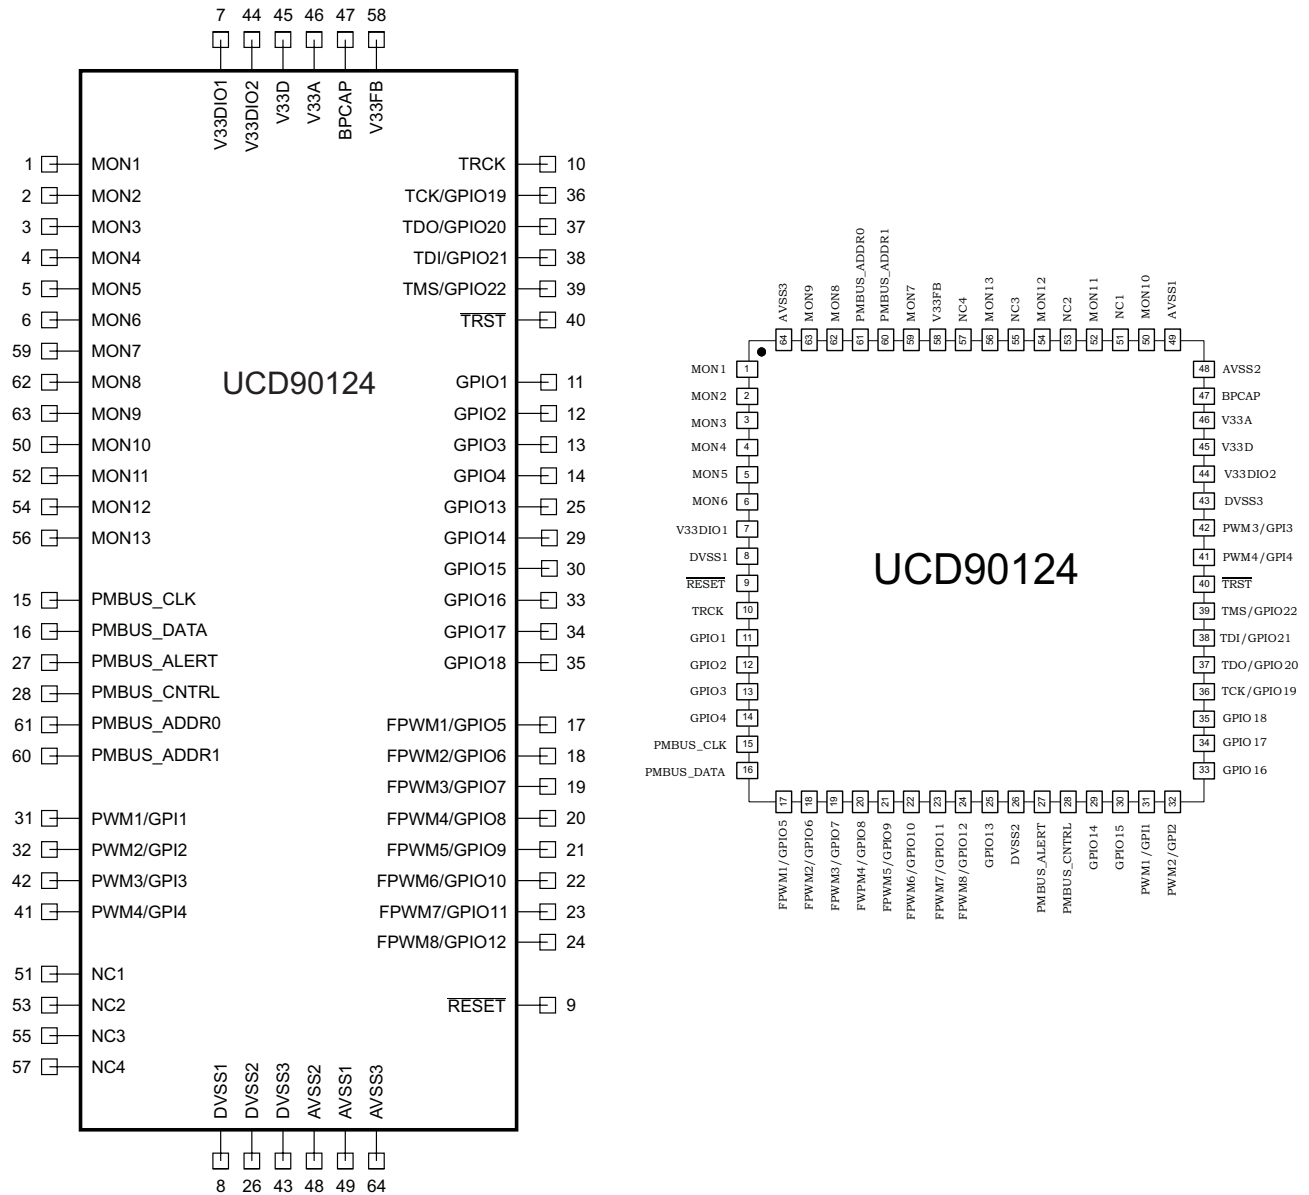 7 44 45 46 47 58
V33DIO1
V33DIO2
V33D
V33A
BPCAP
V33FB
1 MON1
2 MON2
3 MON3
4 MON4
5 MON5
6 MON6
59 MON7
62 MON8
63 MON9
50 MON10
52 MON11
54 MON12
56 MON13
15 PMBUS_CLK
16 PMBUS_DATA
27 PMBUS_ALERT
28 PMBUS_CNTRL
61 PMBUS_ADDR0
60 PMBUS_ADDR1
31 PWM1/GPI1
32 PWM2/GPI2
42 PWM3/GPI3
41 PWM4/GPI4
51 NC1
53 NC2
55 NC3
57 NC4
UCD90124
TRCK 10
TCK/GPIO19 36
TDO/GPIO20 37
TDI/GPIO21 38
TMS/GPIO22 39
TRST 40
GPIO1 11
GPIO2 12
GPIO3 13
GPIO4 14
GPIO13 25
GPIO14 29
GPIO15 30
GPIO16 33
GPIO17 34
GPIO18 35
FPWM1/GPIO5 17
FPWM2/GPIO6 18
FPWM3/GPIO7 19
FPWM4/GPIO8 20
FPWM5/GPIO9 21
FPWM6/GPIO10 22
FPWM7/GPIO11 23
FPWM8/GPIO12 24
RESET 9
DVSS1
DVSS2
DVSS3
AVSS2
AVSS1
AVSS3
8 26 43 48 49 64
AVSS3
MON9
MON8
PMBUS_ADDR0
PMBUS_ADDR1
MON7
V33FB
NC4
MON13
NC3
MON12
NC2
MON11
NC1
MON10
AVSS1
64 63 62 61 60 59 58 57 56 55 54 53 52 51 50 49
MON1 1
MON2 2
MON3 3
MON4 4
MON5 5
MON6 6
V33DIO1 7
DVSS1 8
RESET 9
TRCK 10
GPIO1 11
GPIO2 12
GPIO3 13
GPIO4 14
PMBUS_CLK 15
PMBUS_DATA 16
UCD90124
48 AVSS2
47 BPCAP
46 V33A
45 V33D
44 V33DIO2
43 DVSS3
42 PWM3/GPI3
41 PWM4/GPI4
40 TRST
39 TMS/GPIO22
38 TDI/GPIO21
37 TDO/GPIO20
36 TCK/GPIO19
35 GPIO18
34 GPIO17
33 GPIO16
17 18 19 20 21 22 23 24 25 26 27 28 29 30 31 32
FPWM1/GPIO5
FPWM2/GPIO6
FPWM3/GPIO7
FWPM4/GPIO8
FPWM5/GPIO9
FPWM6/GPIO10
FPWM7/GPIO11
FPWM8/GPIO12
GPIO13
DVSS2
PMBUS_ALERT
PMBUS_CNTRL
GPIO14
GPIO15
PWM1/GPI1
PWM2/GPI2